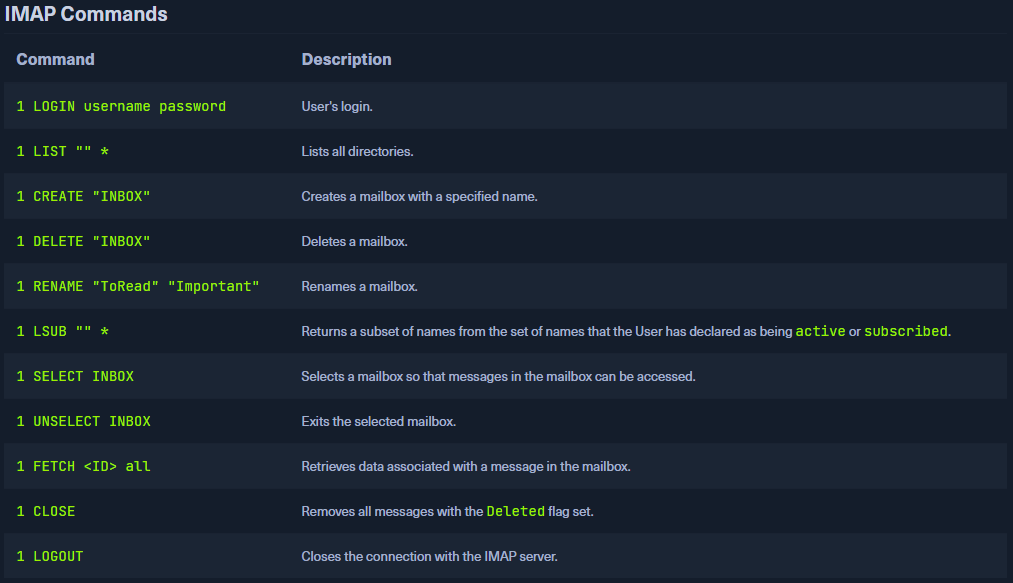 IMAP Commands
Command Description
1 LOGIN username password User's login.
1 LIST "" * Lists all directories.
1 CREATE "INBOX" Creates a mailbox with a specified name.
1 DELETE "INBOX" Deletes a mailbox.
1 RENAME "ToRead" "Important" Renames a mailbox.
1 LSUB "" * Returns a subset of names from the set of names that the User has declared as being active or subscribed.
1 SELECT INBOX Selects a mailbox so that messages in the mailbox can be accessed.
1 UNSELECT INBOX Exits the selected mailbox.
1 FETCH <ID> all Retrieves data associated with a message in the mailbox.
1 CLOSE Removes all messages with the Deleted flag set.
1 LOGOUT Closes the connection with the IMAP server.